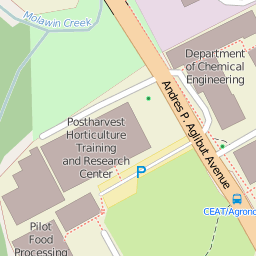 Molawin Creek
Andres P. Aglibut Avenue
Department
of Chemical
Engineering
Postharvest
Horticulture
Training
and Research
Center
P
CEAT/Agrono
Pilot
Food
Processing